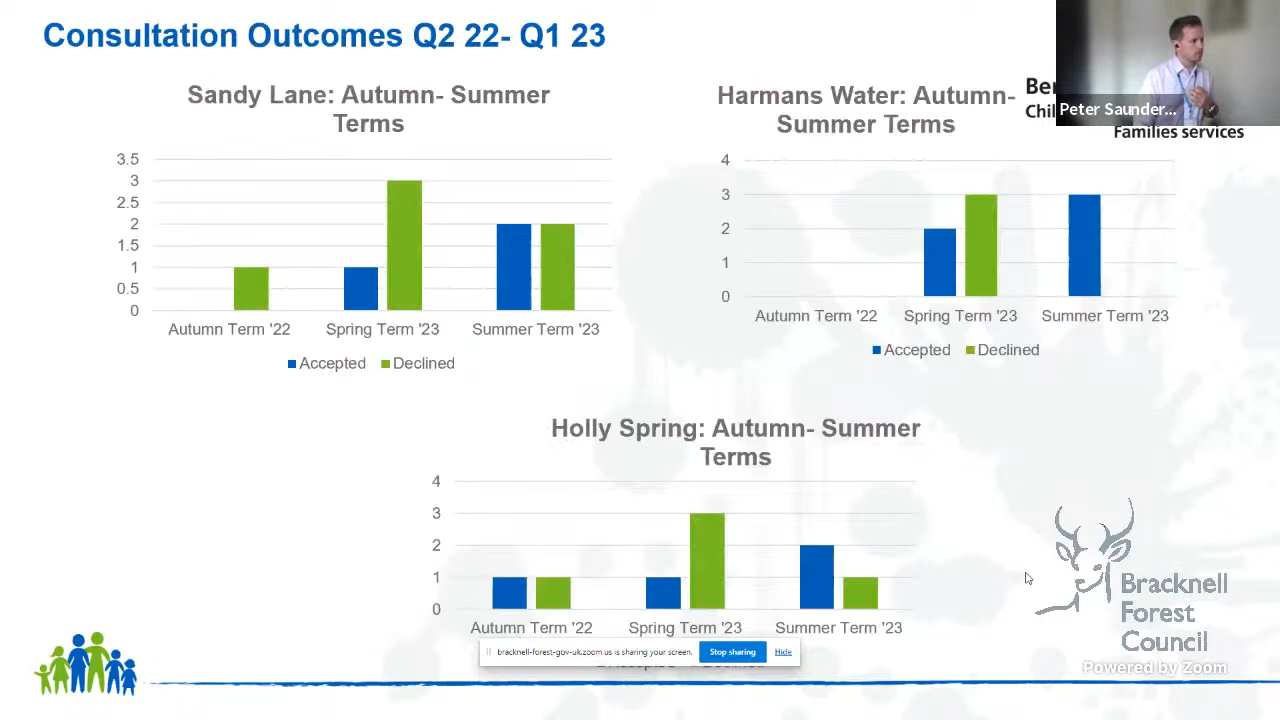 Consultation Outcomes Q2 22- Q1 23
Peter Saunder...
Families services
Sandy Lane: Autumn- Summer
Terms
3.5
3
2.5
2
1.5
1
0.5
0
Autumn Term '22 Spring Term '23 Summer Term '23
Accepted Declined
Harmans Water: Autumn-
Summer Terms
4
3
2
1
0
Autumn Term '22 Spring Term '23 Summer Term '23
Accepted Declined
Holly Spring: Autumn- Summer
Terms
4
3
2
1
0
Autumn Term '22 Spring Term '23 Summer Term '23
bracknell-forest-gov-uk.zoom.us is sharing your screen. Stop sharing Hide
Bracknell
Forest
Council
Powered by Zoom